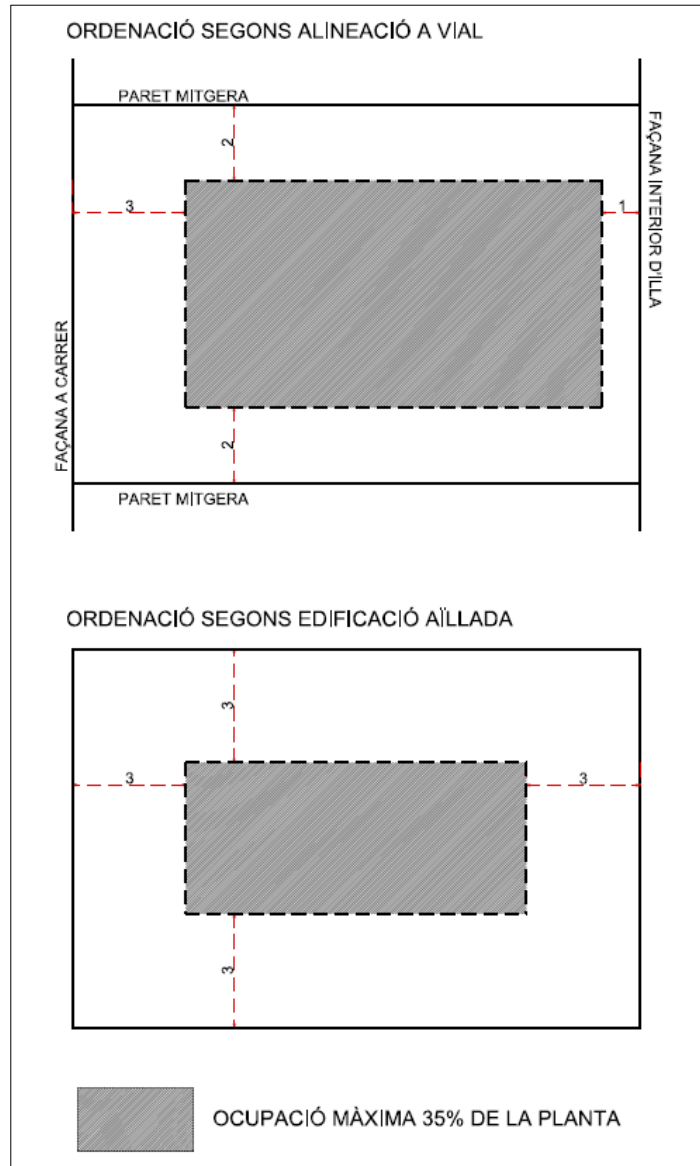 ORDENACIÓ SEGONS ALINEACIÓ A VIAL
PARET MITGERA
2
3
1
FAÇANA INTERIOR D'ILLA
FAÇANA A CARRER
2
PARET MITGERA
ORDENACIÓ SEGONS EDIFICACIÓ AÏLLADA
3
3
3
3
OCUPACIÓ MÀXIMA 35% DE LA PLANTA